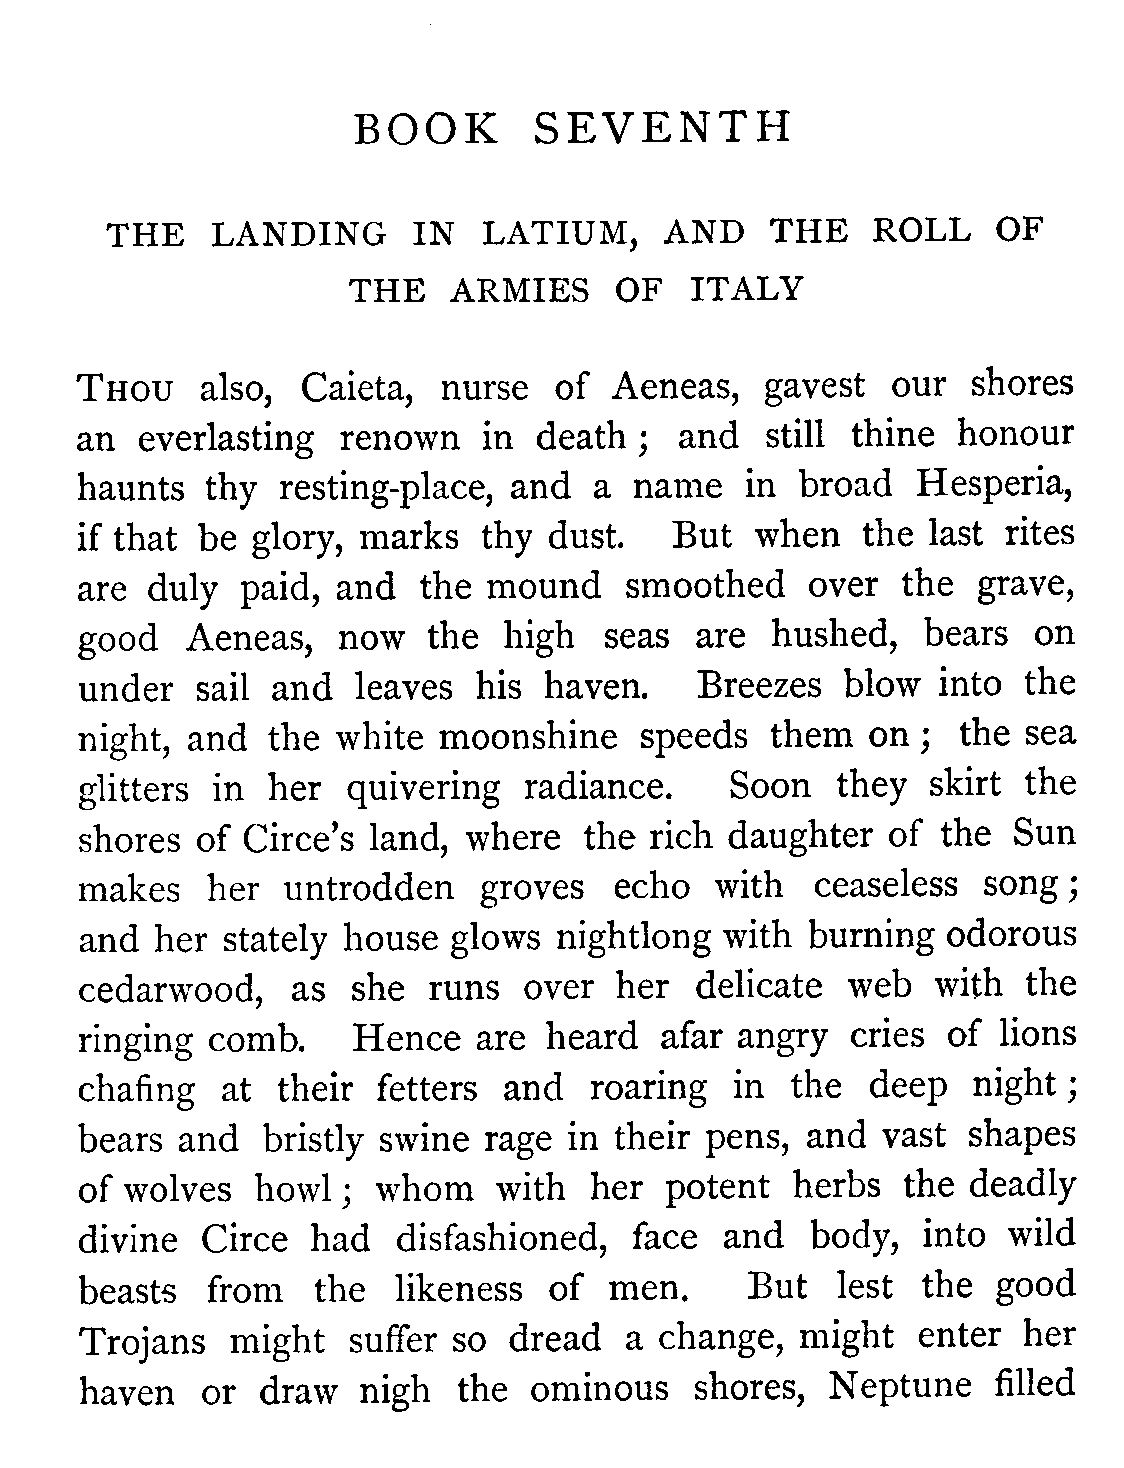 BOOK SEVENTH
THE LANDING IN LATIUM, AND THE ROLL OF
THE ARMIES OF ITALY
THOU also, Caieta, nurse of Aeneas, gavest our shores
an everlasting renown in death ; and still thine honour
haunts thy resting-place, and a name in broad Hesperia,
if that be glory, marks thy dust. But when the last rites
are duly paid, and the mound smoothed over the grave,
good Aeneas, now the high seas are hushed, bears on
under sail and leaves his haven. Breezes blow into the
night, and the white moonshine speeds them on ; the sea
glitters in her quivering radiance. Soon they skirt the
shores of Circe's land, where the rich daughter of the Sun
makes her untrodden groves echo with ceaseless song ;
and her stately house glows nightlong with burning odorous
cedarwood, as she runs over her delicate web with the
ringing comb. Hence are heard afar angry cries of lions
chafing at their fetters and roaring in the deep night ;
bears and bristly swine rage in their pens, and vast shapes
of wolves howl ; whom with her potent herbs the deadly
divine Circe had disfashioned, face and body, into wild
beasts from the likeness of men. But lest the good
Trojans might suffer so dread a change, might enter her
haven or draw nigh the ominous shores, Neptune filled